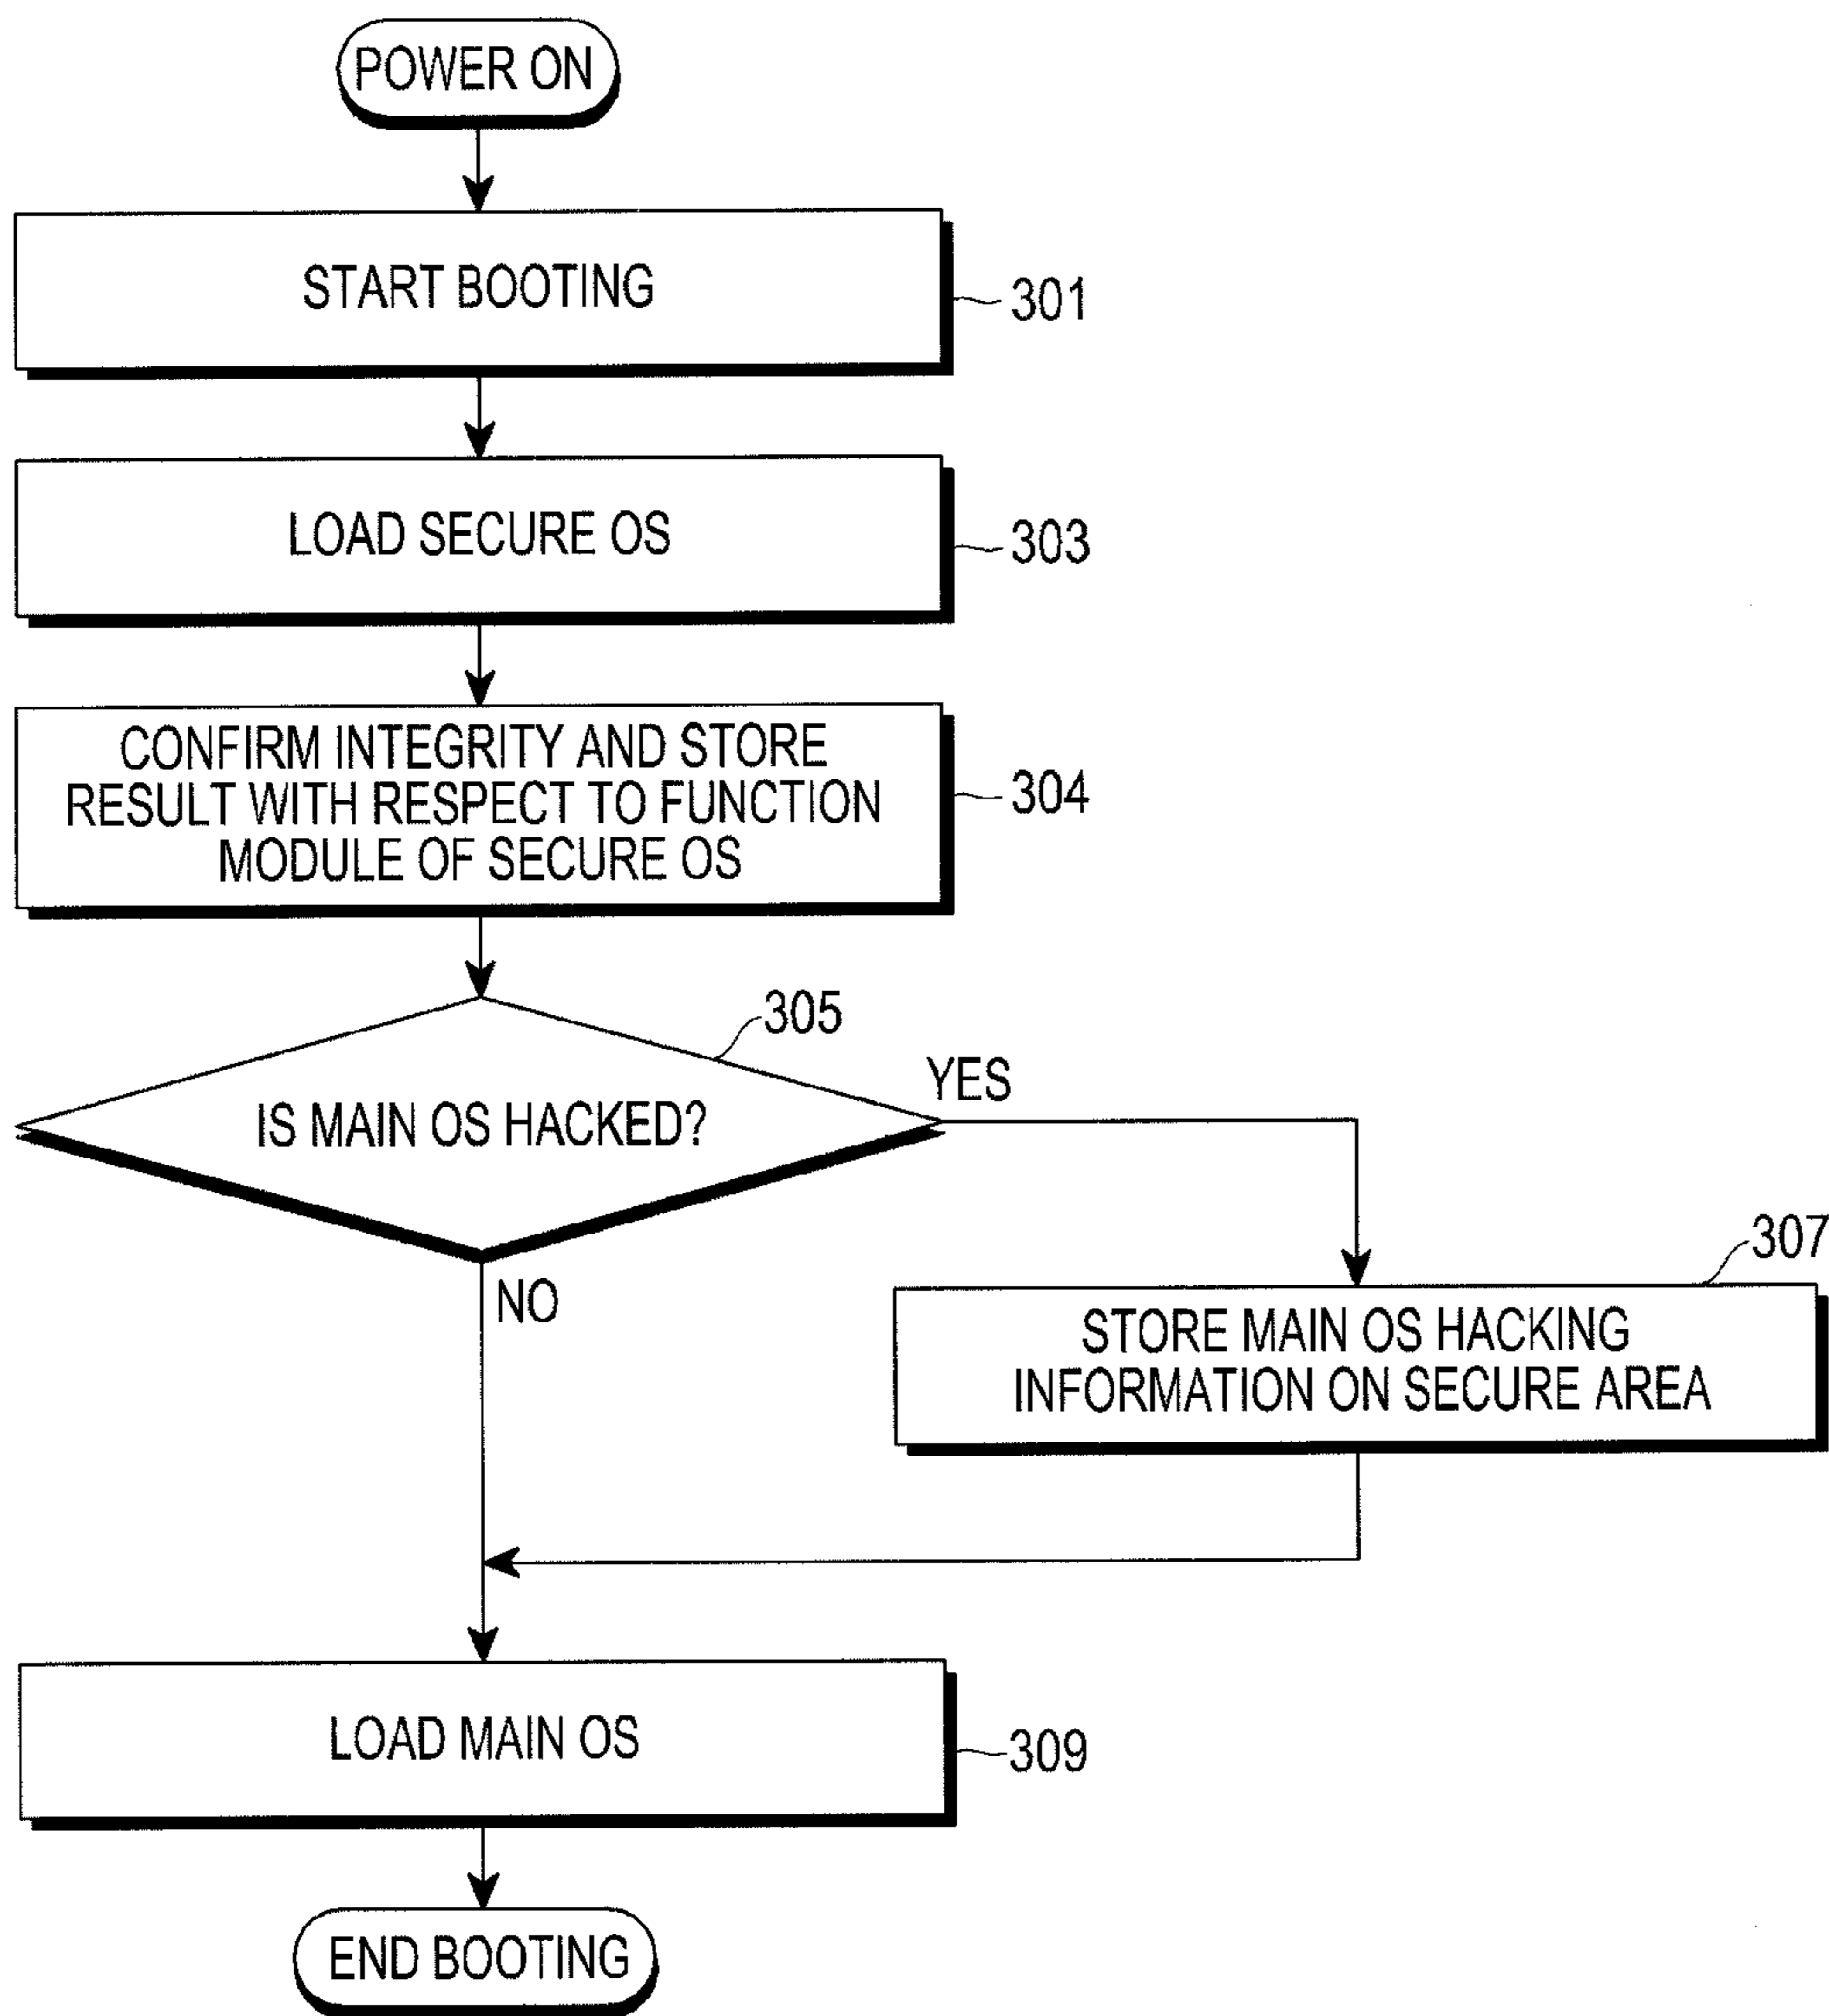 POWER ON
START BOOTING
301
LOAD SECURE OS
303
CONFIRM INTEGRITY AND STORE
RESULT WITH RESPECT TO FUNCTION
MODULE OF SECURE OS
304
305
IS MAIN OS HACKED?
YES
NO
307
STORE MAIN OS HACKING
INFORMATION ON SECURE AREA
LOAD MAIN OS
309
END BOOTING